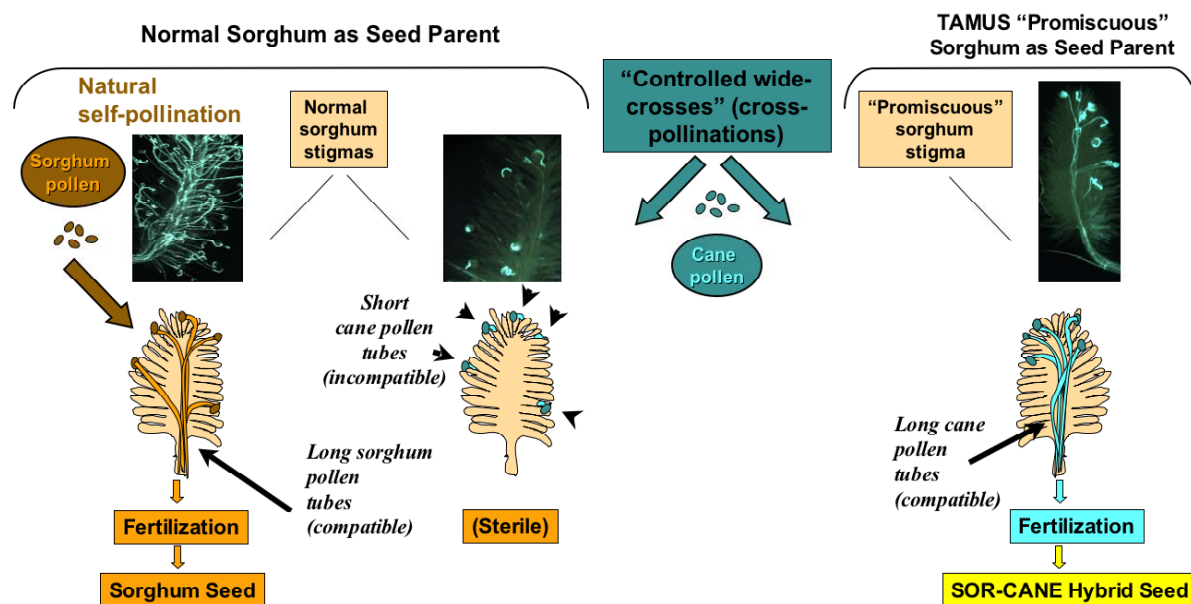 Normal Sorghum as Seed Parent
Natural
self-pollination
Sorghum
pollen
Normal
sorghum
stigmas
Short
cane pollen
tubes
(incompatible)
Long sorghum
pollen
tubes
(compatible)
Fertilization
Sorghum Seed
(Sterile)
“Controlled wide-
crosses” (cross-
pollinations)
Cane
pollen
TAMUS “Promiscuous”
Sorghum as Seed Parent
“Promiscuous”
sorghum
stigma
Long cane
pollen
tubes
(compatible)
Fertilization
SOR-CANE Hybrid Seed